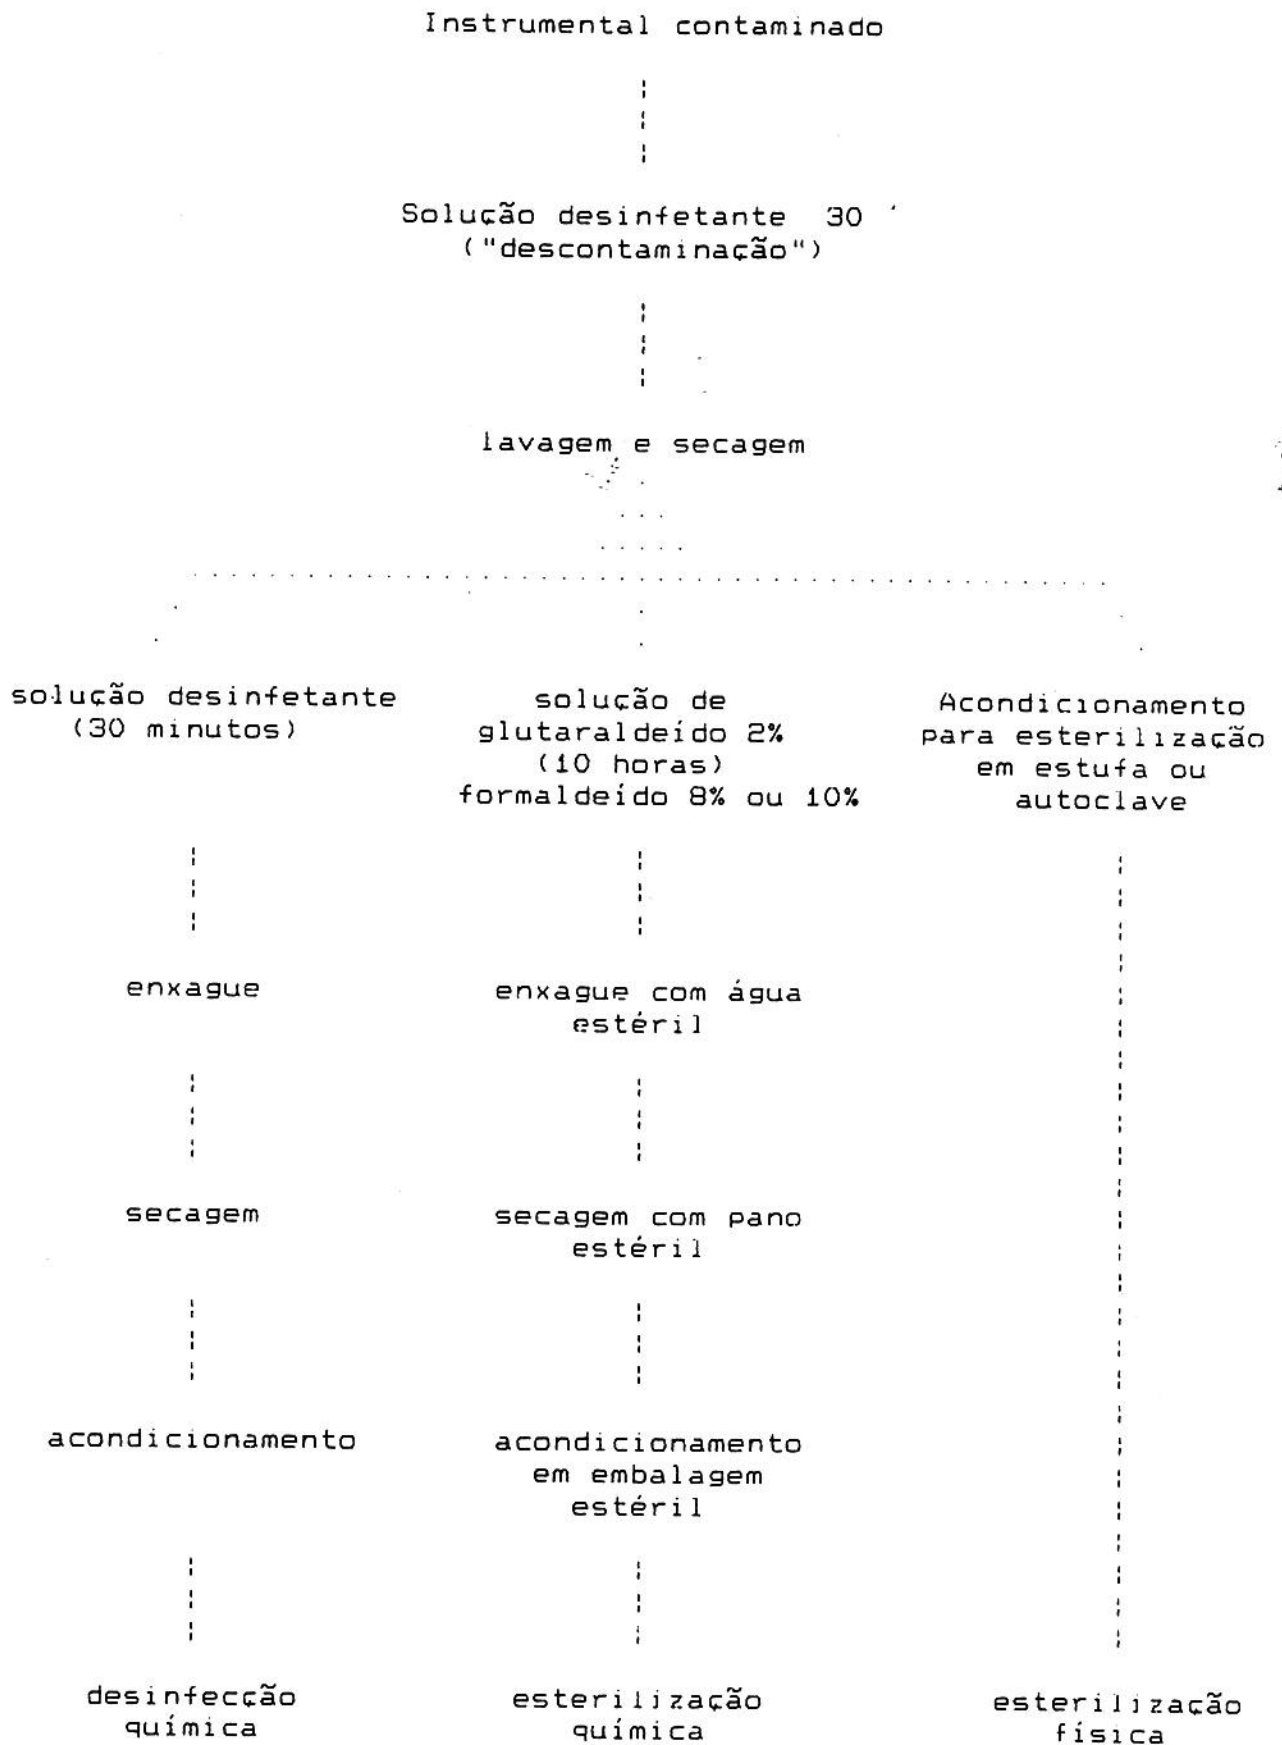 Instrumental contaminado
Solução desinfetante 30 '
("descontaminação")
lavagem e secagem
solução desinfetante
(30 minutos)
solução de
glutaraldeído 2%
(10 horas)
formaldeído 8% ou 10%
Acondicionamento
para esterilização
em estufa ou
autoclave
enxague
enxague com água
estéril
secagem
secagem com pano
estéril
acondicionamento
acondicionamento
em embalagem
estéril
desinfecção
química
esterilização
química
esterilização
física